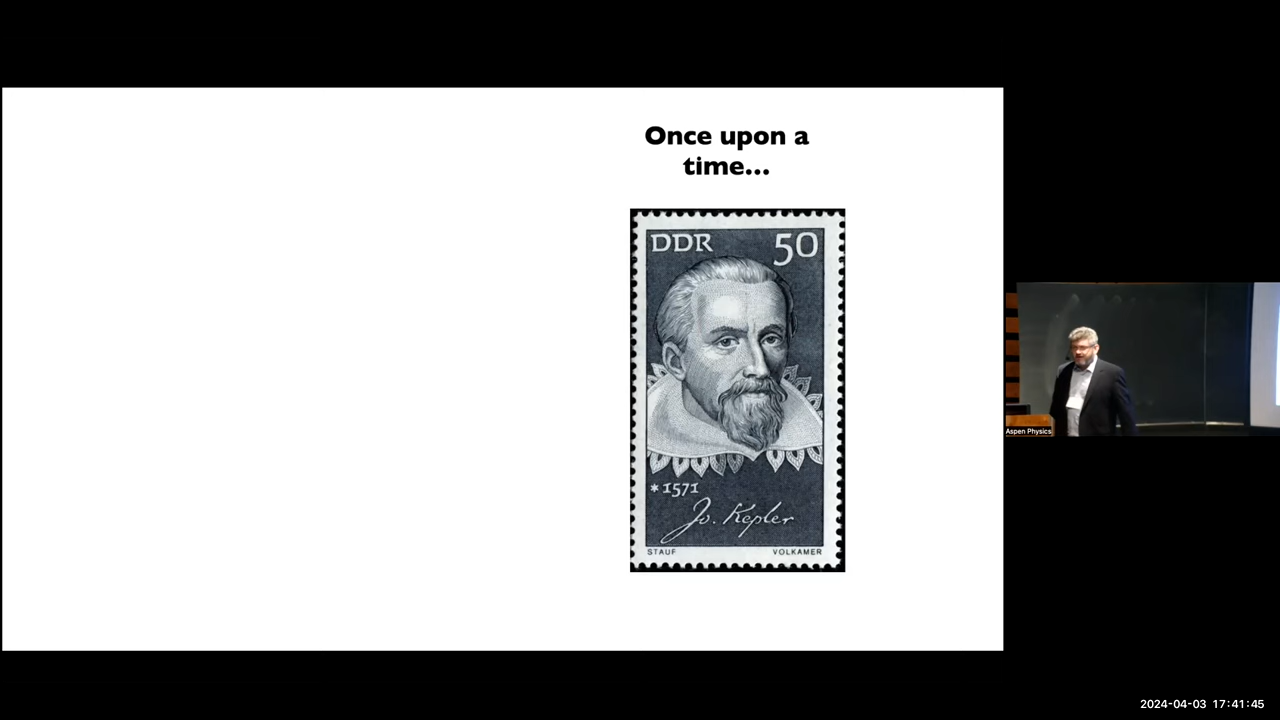 Once upon a
time...
DDR 50
* 1571
Jo. Kepler
STAUF VOLKAMER
Aspen Physics
2024-04-03 17:41:45